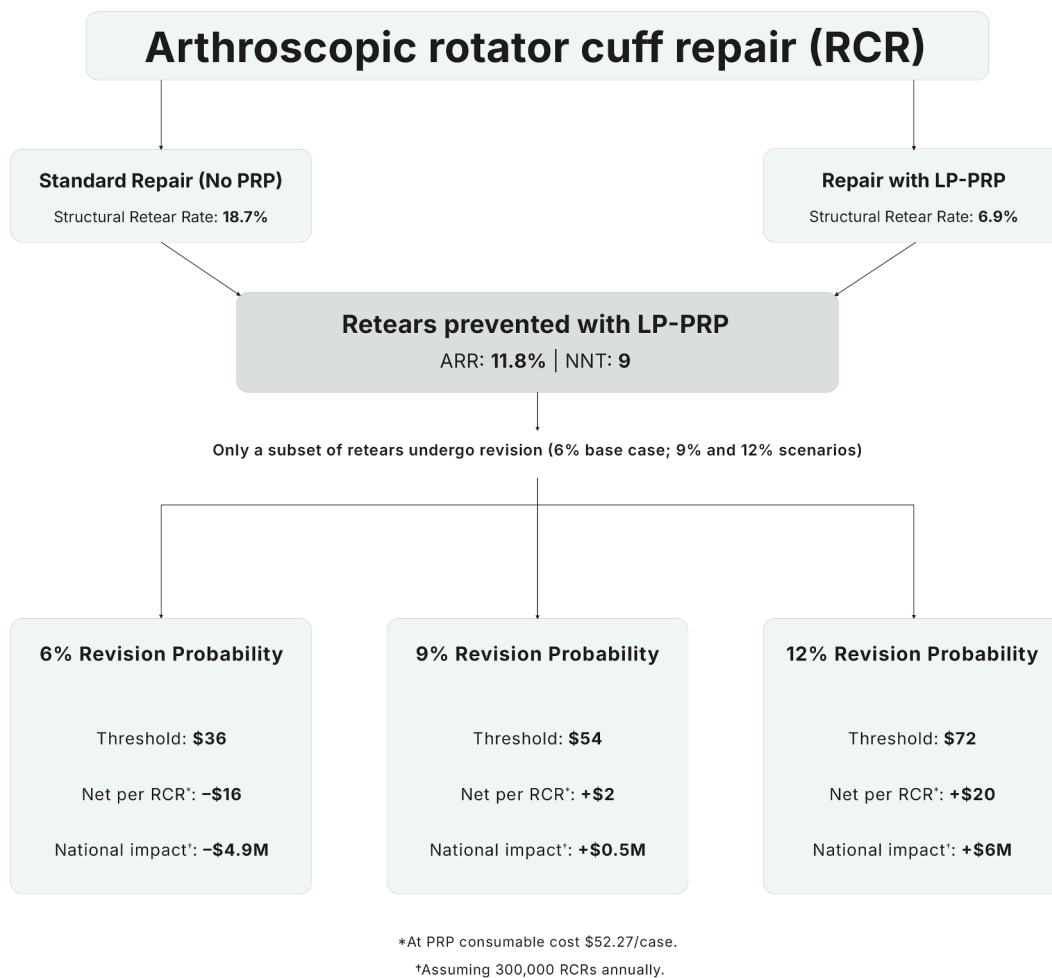 Arthroscopic rotator cuff repair (RCR)
Standard Repair (No PRP)
Structural Retear Rate: 18.7%
Repair with LP-PRP
Structural Retear Rate: 6.9%
Retears prevented with LP-PRP
ARR: 11.8% | NNT: 9
Only a subset of retears undergo revision (6% base case; 9% and 12% scenarios)
6% Revision Probability
Threshold: $36
Net per RCR*: –$16
National impact†: –$4.9M
9% Revision Probability
Threshold: $54
Net per RCR*: +$2
National impact†: +$0.5M
12% Revision Probability
Threshold: $72
Net per RCR*: +$20
National impact†: +$6M
*At PRP consumable cost $52.27/case.
†Assuming 300,000 RCRs annually.